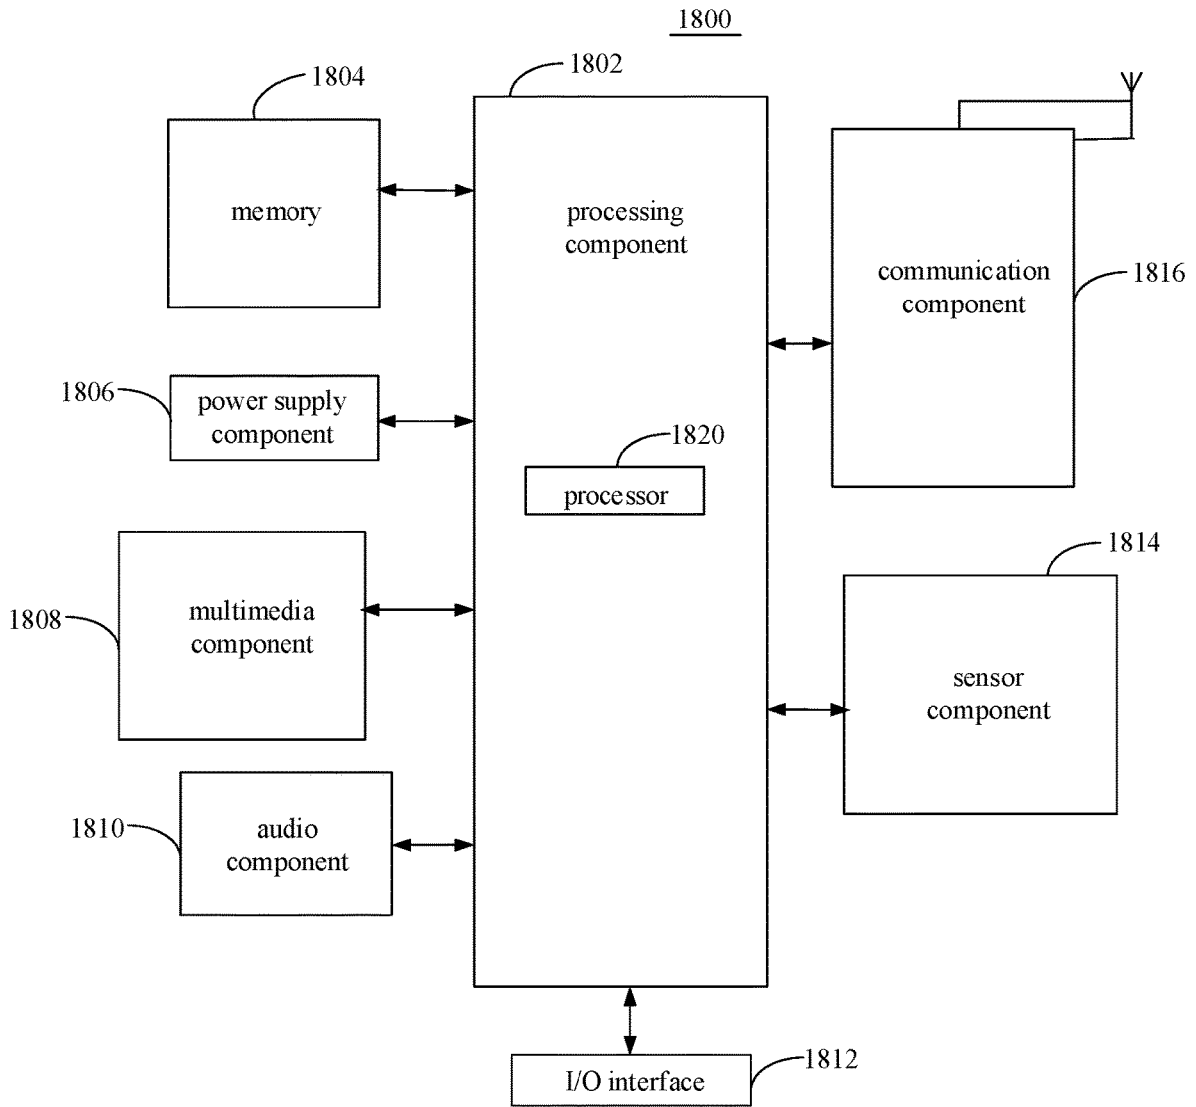 1800
1802
1804
memory
processing
component
communication
component
1816
1806
power supply
component
1820
processor
1814
1808
multimedia
component
sensor
component
1810
audio
component
1812
I/O interface